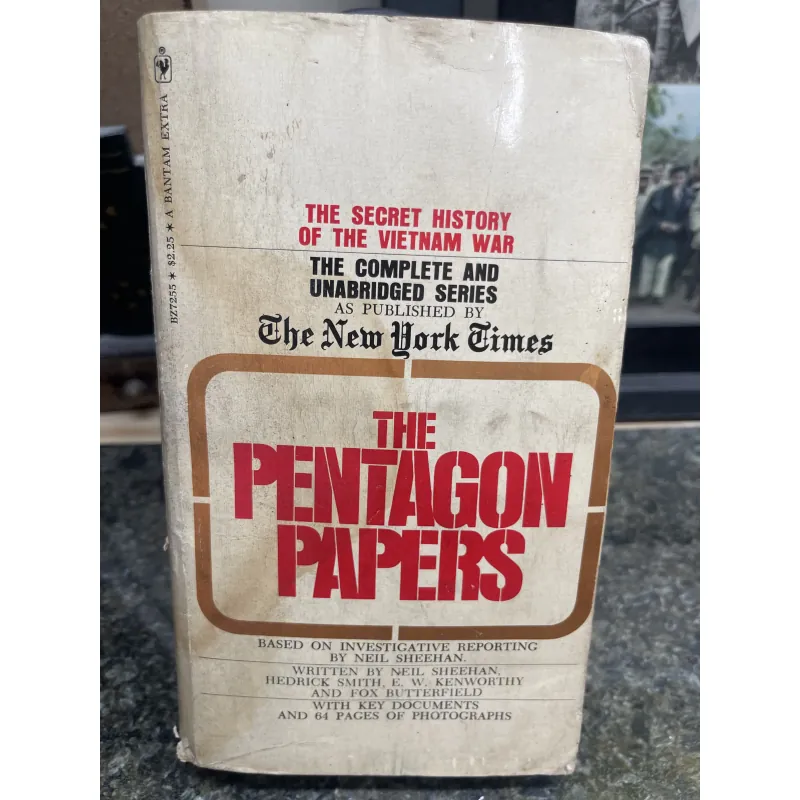 BZ7255 * $2.25 * A BANTAM EXTRA ®
THE SECRET HISTORY
OF THE VIETNAM WAR
THE COMPLETE AND
UNABRIDGED SERIES
AS PUBLISHED BY
The New York Times
THE
PENTAGON
PAPERS
BASED ON INVESTIGATIVE REPORTING
BY NEIL SHEEHAN.
WRITTEN BY NEIL SHEEHAN,
HEDRICK SMITH, E. W. KENWORTHY
AND FOX BUTTERFIELD
WITH KEY DOCUMENTS
AND 64 PAGES OF PHOTOGRAPHS